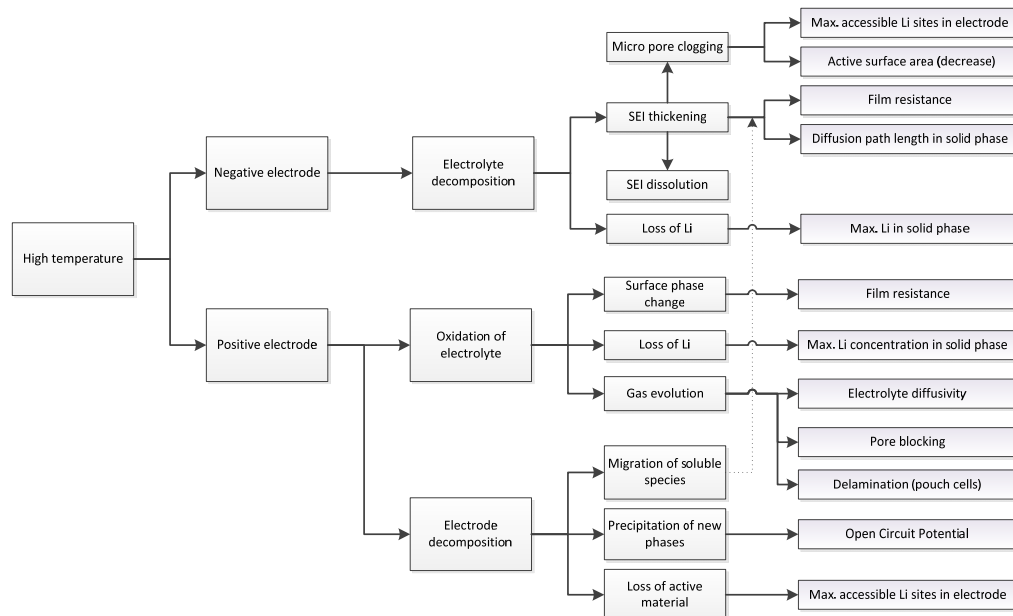 High temperature
Negative electrode
Positive electrode
Electrolyte
decomposition
Oxidation of
electrolyte
Electrode
decomposition
Micro pore clogging
SEI thickening
SEI dissolution
Loss of Li
Surface phase
change
Loss of Li
Gas evolution
Migration of soluble
species
Precipitation of new
phases
Loss of active
material
Max. accessible Li sites in electrode
Active surface area (decrease)
Film resistance
Diffusion path length in solid phase
Max. Li in solid phase
Film resistance
Max. Li concentration in solid phase
Electrolyte diffusivity
Pore blocking
Delamination (pouch cells)
Open Circuit Potential
Max. accessible Li sites in electrode